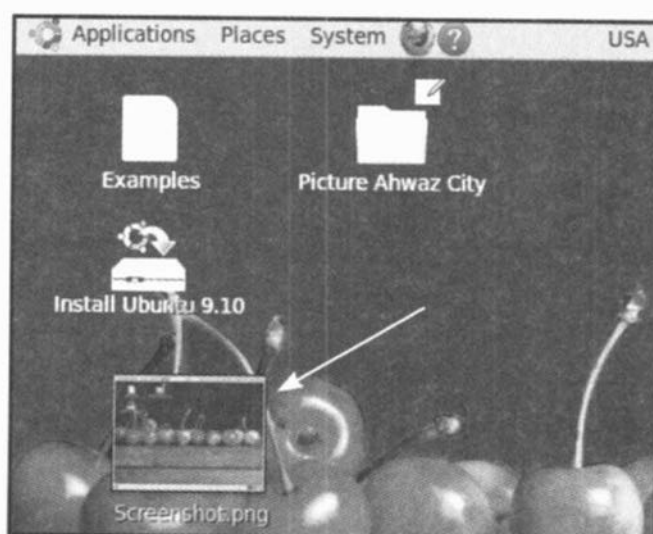 Applications Places System ? USA
Examples
Picture Ahwaz City
Install Ubuntu 9.10
Screenshot.png